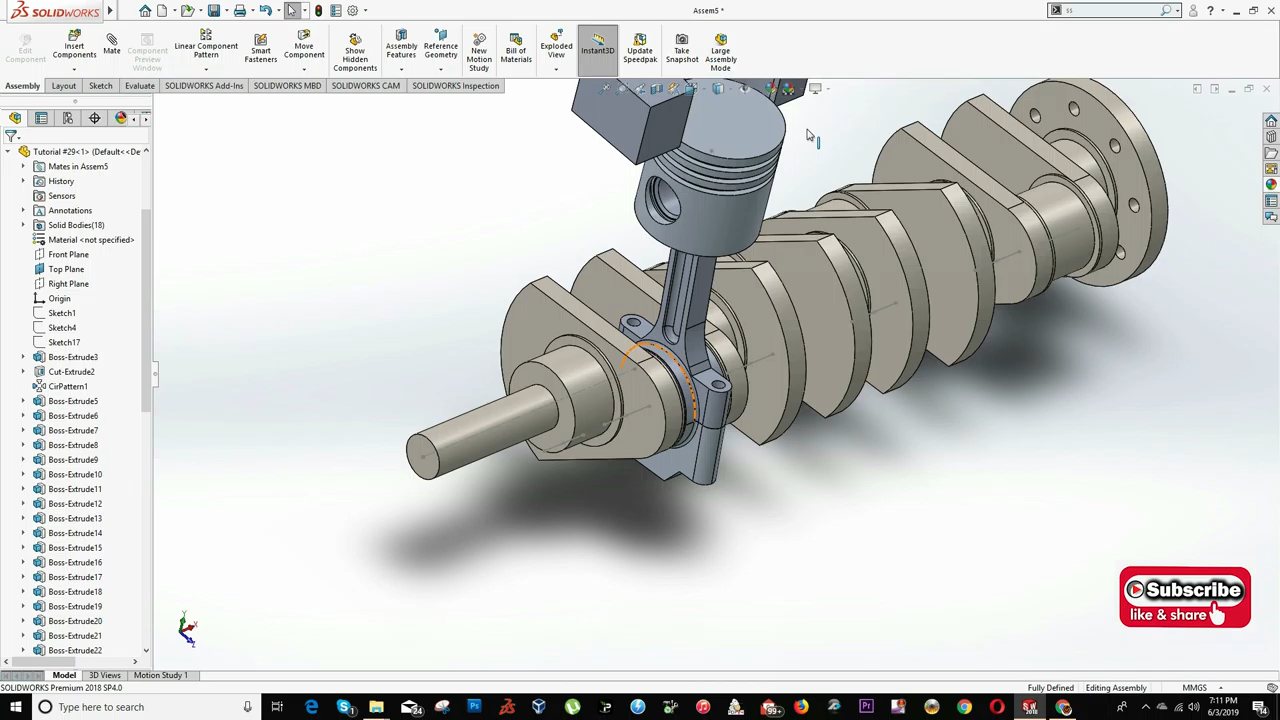 SOLIDWORKS
Assem5 *
ss
Edit Component
Insert Components
Mate
Component Preview Window
Linear Component Pattern
Smart Fasteners
Move Component
Show Hidden Components
Assembly Features
Reference Geometry
New Motion Study
Bill of Materials
Exploded View
Instant3D
Update Speedpak
Take Snapshot
Large Assembly Mode
Assembly
Layout
Sketch
Evaluate
SOLIDWORKS Add-Ins
SOLIDWORKS MBD
SOLIDWORKS CAM
SOLIDWORKS Inspection
Tutorial #29<1> (Default<<De
Mates in Assem5
History
Sensors
Annotations
Solid Bodies(18)
Material <not specified>
Front Plane
Top Plane
Right Plane
Origin
Sketch1
Sketch4
Sketch17
Boss-Extrude3
Cut-Extrude2
CirPattern1
Boss-Extrude5
Boss-Extrude6
Boss-Extrude7
Boss-Extrude8
Boss-Extrude9
Boss-Extrude10
Boss-Extrude11
Boss-Extrude12
Boss-Extrude13
Boss-Extrude14
Boss-Extrude15
Boss-Extrude16
Boss-Extrude17
Boss-Extrude18
Boss-Extrude19
Boss-Extrude20
Boss-Extrude21
Boss-Extrude22
Y
X
Z
Subscribe
like & share
Model
3D Views
Motion Study 1
SOLIDWORKS Premium 2018 SP4.0
Fully Defined
Editing Assembly
MMGS
Type here to search
34
99+
7:11 PM
6/3/2019